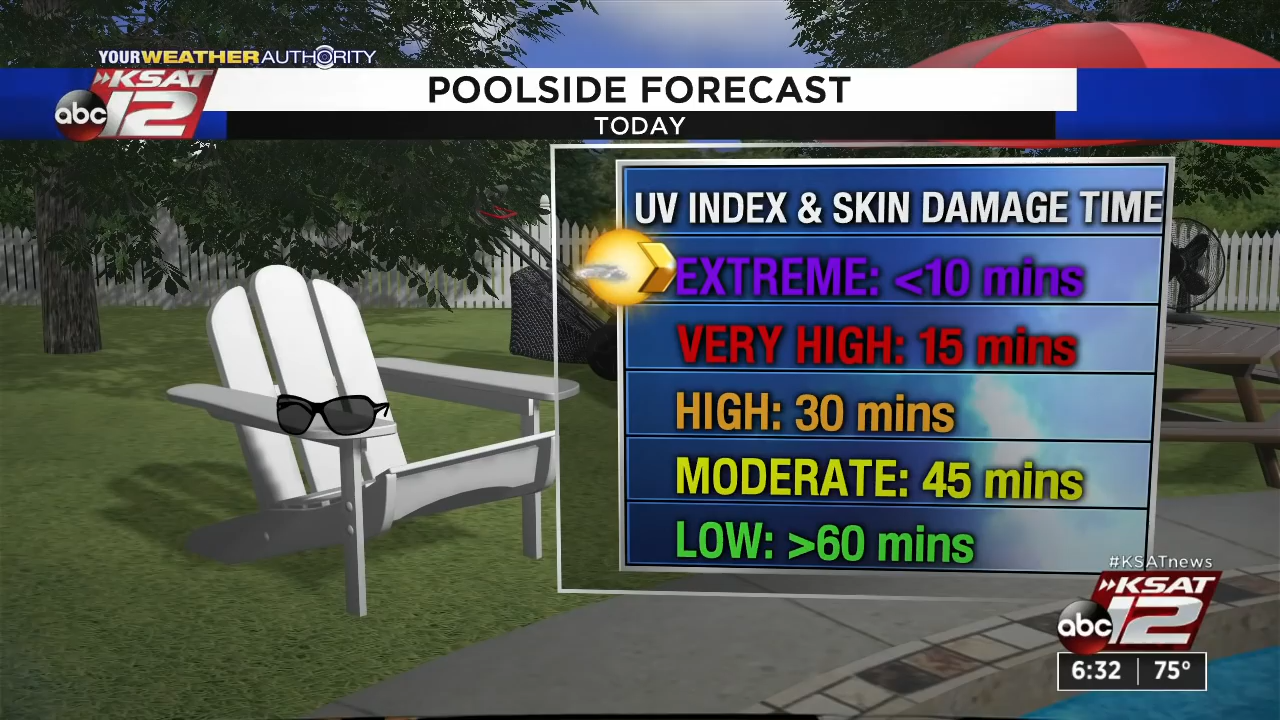 YOURWEATHERAUTHORITY
KSAT
abc 12
POOLSIDE FORECAST
TODAY
UV INDEX & SKIN DAMAGE TIME
EXTREME: <10 mins
VERY HIGH: 15 mins
HIGH: 30 mins
MODERATE: 45 mins
LOW: >60 mins
#KSATnews
KSAT
abc 12
6:32 75°